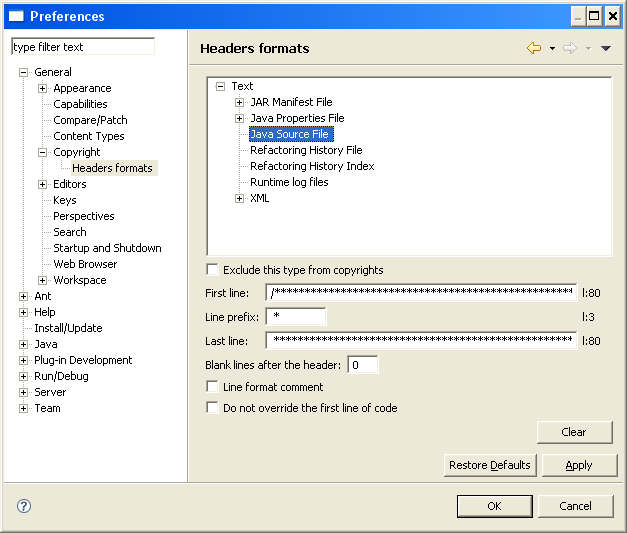 Preferences
type filter text
General
Appearance
Capabilities
Compare/Patch
Content Types
Copyright
Headers formats
Editors
Keys
Perspectives
Search
Startup and Shutdown
Web Browser
Workspace
Ant
Help
Install/Update
Java
Plug-in Development
Run/Debug
Server
Team
Headers formats
Text
JAR Manifest File
Java Properties File
Java Source File
Refactoring History File
Refactoring History Index
Runtime log files
XML
Exclude this type from copyrights
First line: /************************************************** l:80
Line prefix: * l:3
Last line: ************************************************** l:80
Blank lines after the header: 0
Line format comment
Do not override the first line of code
Clear
Restore Defaults Apply
OK Cancel